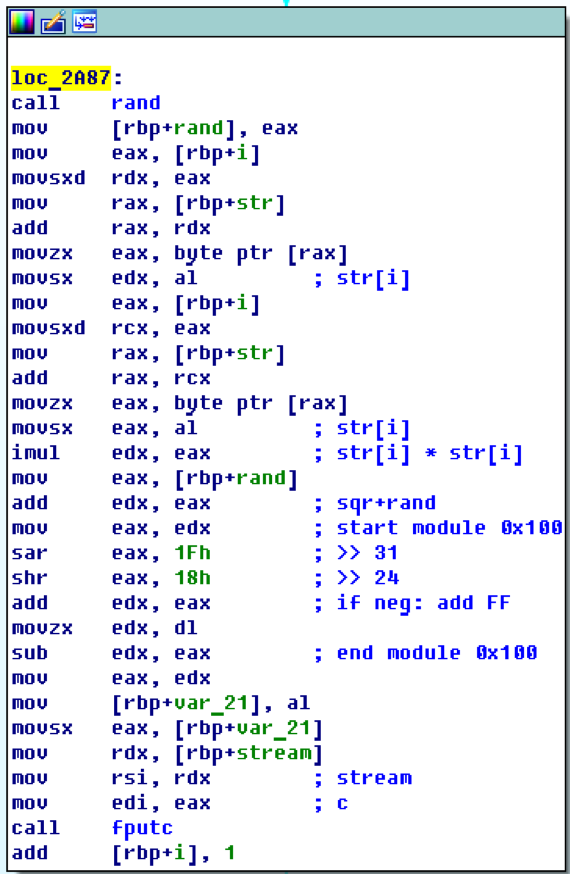 loc_2A87:
call rand
mov [rbp+rand], eax
mov eax, [rbp+i]
movsxd rdx, eax
mov rax, [rbp+str]
add rax, rdx
movzx eax, byte ptr [rax]
movsx edx, al ; str[i]
mov eax, [rbp+i]
movsxd rcx, eax
mov rax, [rbp+str]
add rax, rcx
movzx eax, byte ptr [rax]
movsx eax, al ; str[i]
imul edx, eax ; str[i] * str[i]
mov eax, [rbp+rand]
add edx, eax ; sqr+rand
mov eax, edx ; start module 0x100
sar eax, 1Fh ; >> 31
shr eax, 18h ; >> 24
add edx, eax ; if neg: add FF
movzx edx, dl
sub edx, eax ; end module 0x100
mov eax, edx
mov [rbp+var_21], al
movsx eax, [rbp+var_21]
mov rdx, [rbp+stream]
mov rsi, rdx ; stream
mov edi, eax ; c
call fputc
add [rbp+i], 1